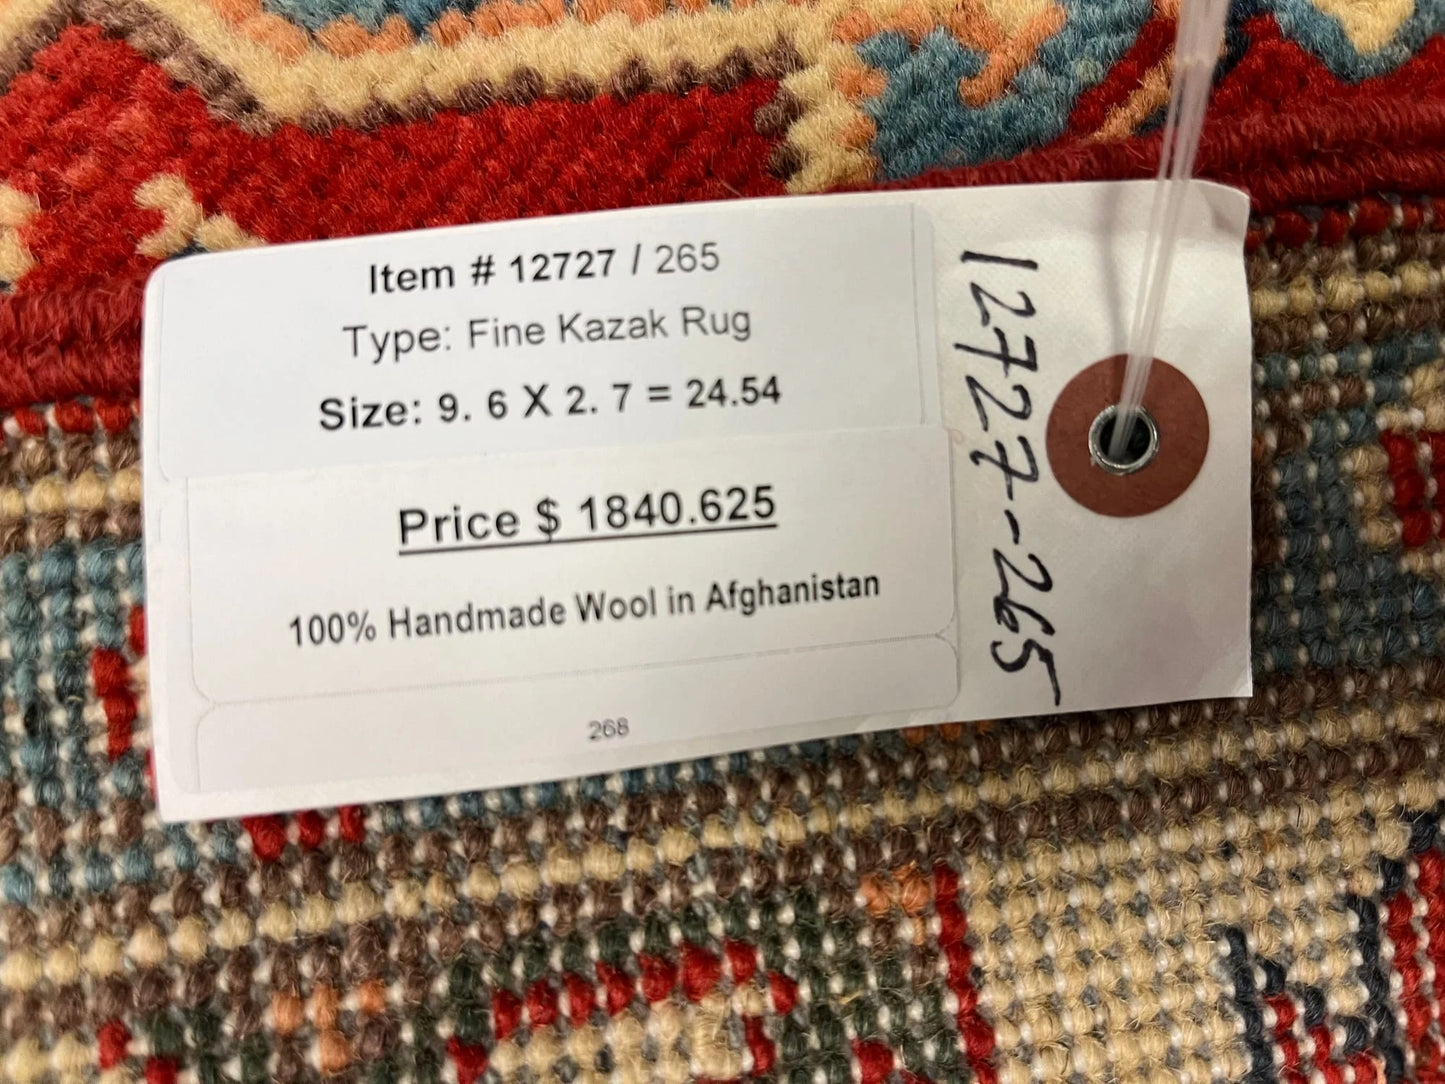 Item # 12727 / 265
Type: Fine Kazak Rug
Size: 9. 6 X 2. 7 = 24.54
Price $ 1840.625
100% Handmade Wool in Afghanistan
268
12727-265